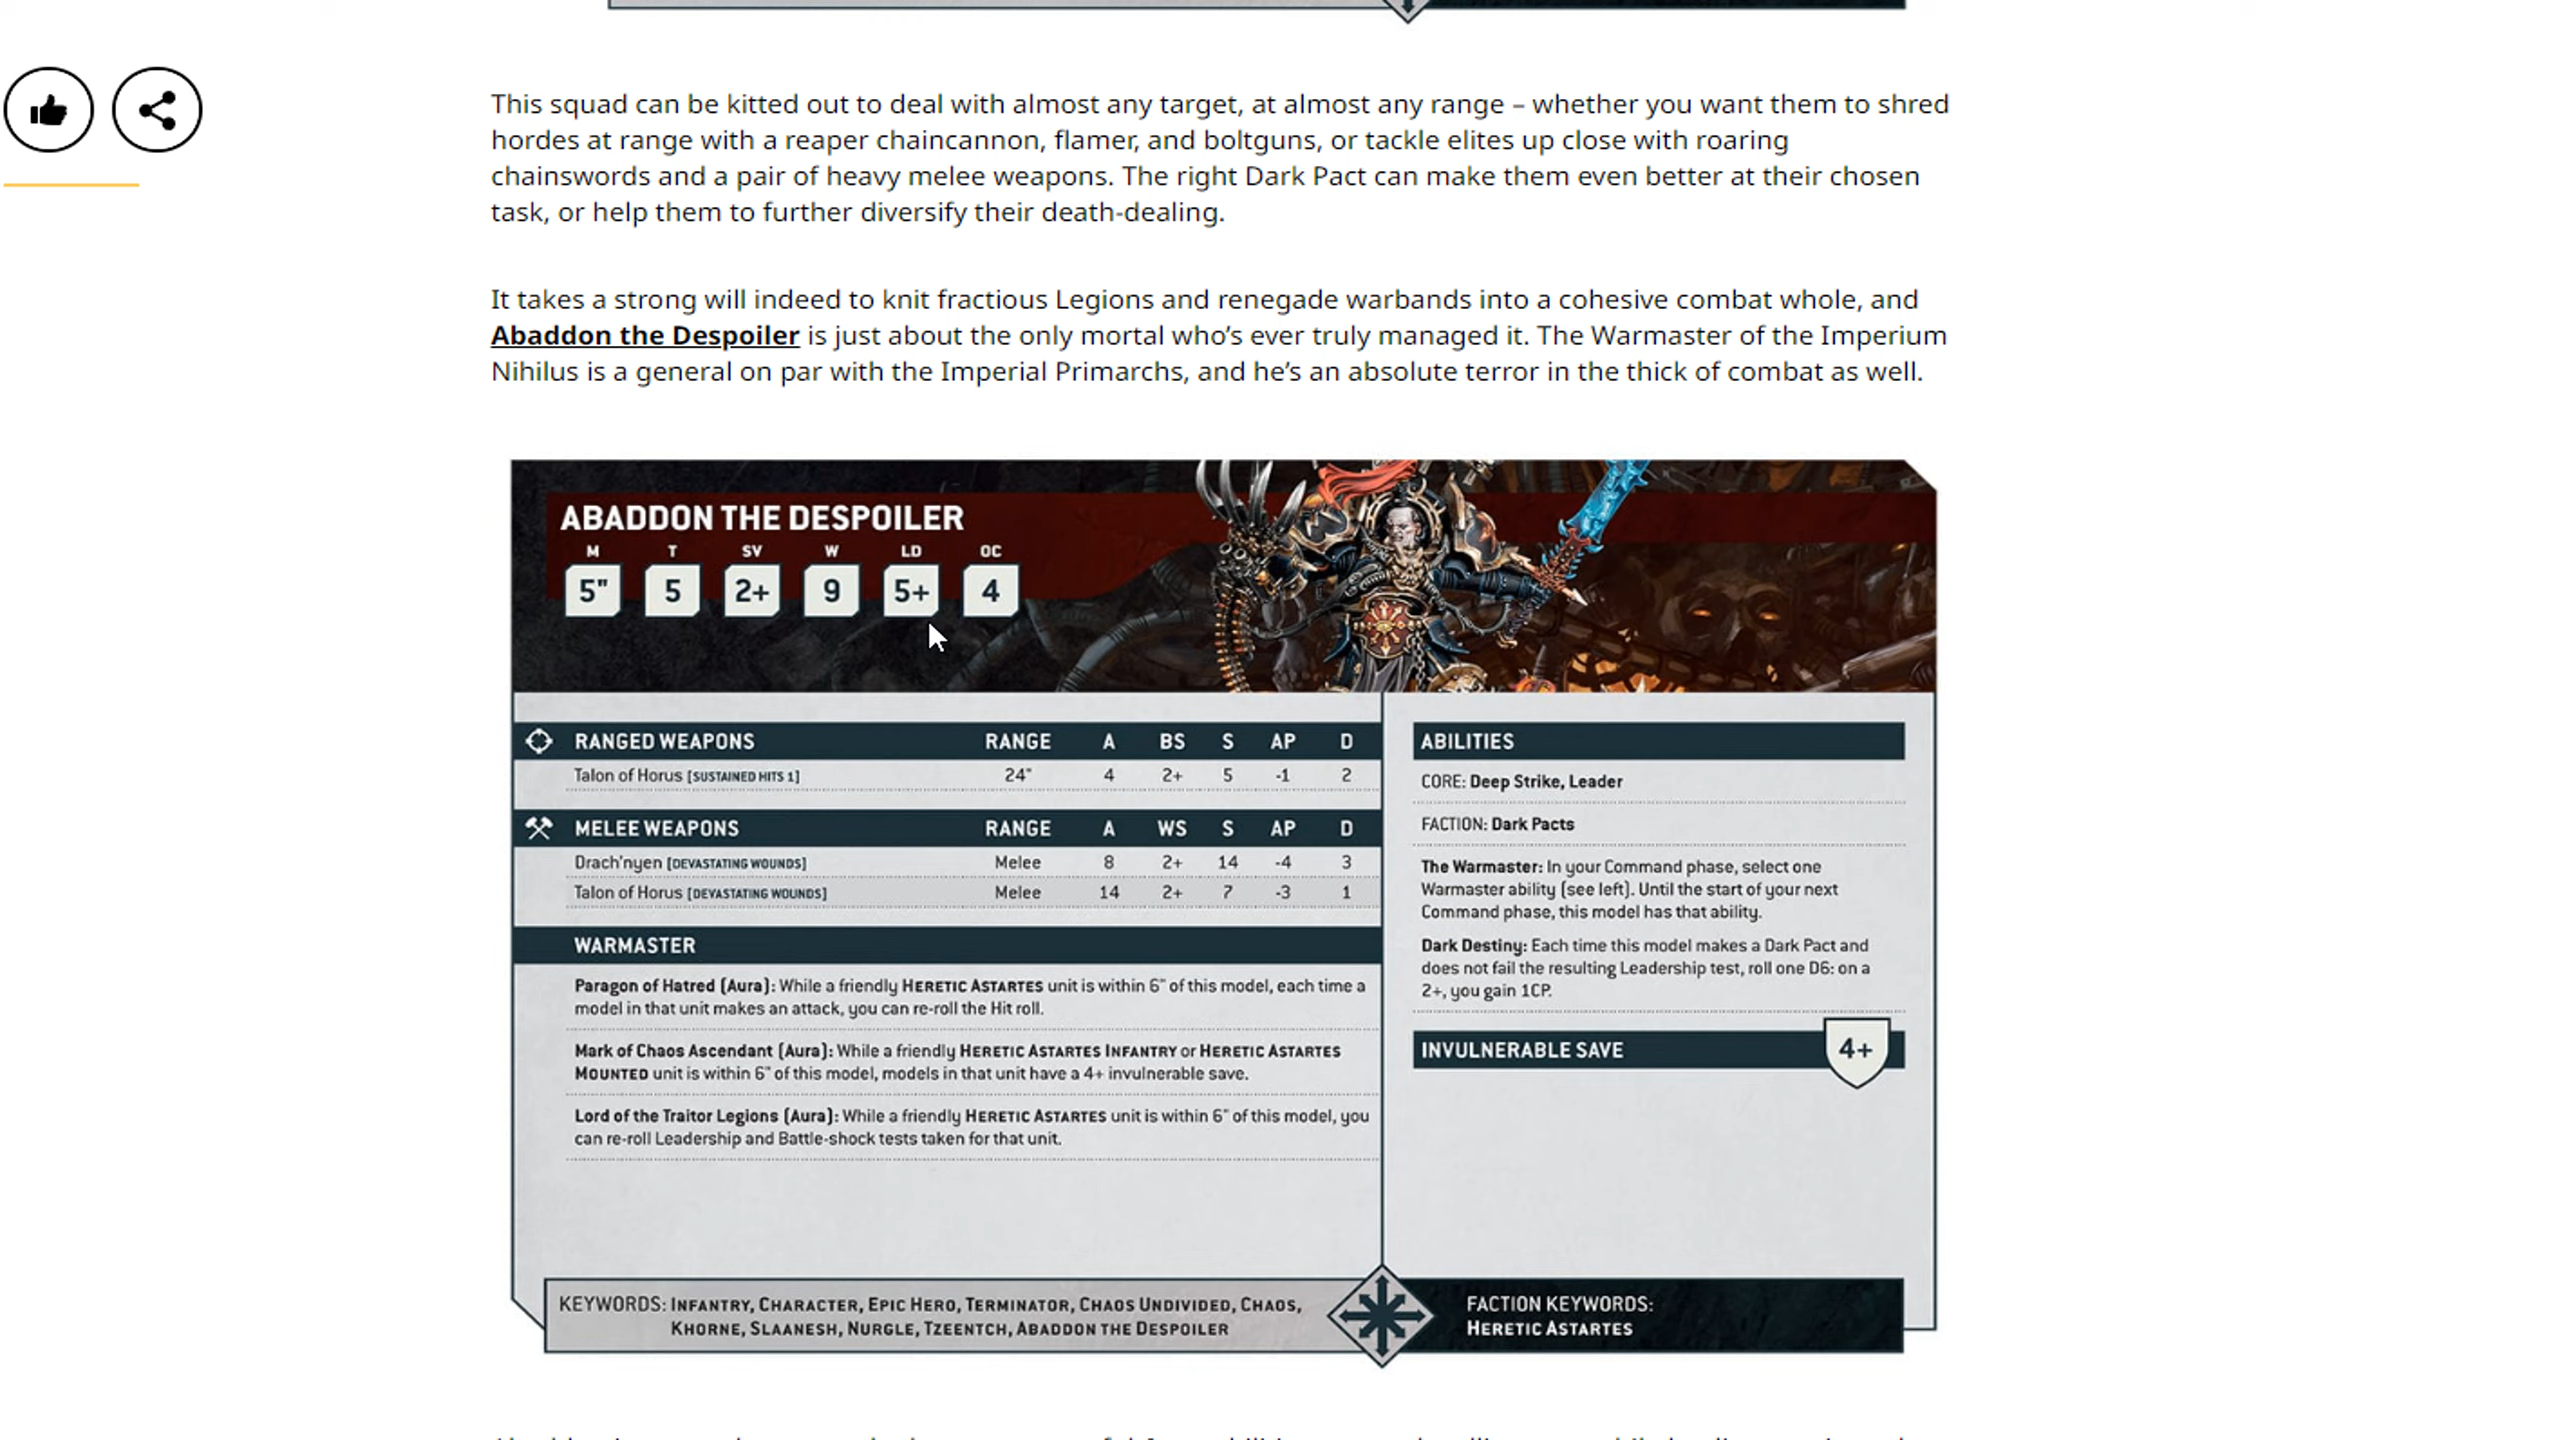 This squad can be kitted out to deal with almost any target, at almost any range – whether you want them to shred
hordes at range with a reaper chaincannon, flamer, and boltguns, or tackle elites up close with roaring
chainswords and a pair of heavy melee weapons. The right Dark Pact can make them even better at their chosen
task, or help them to further diversify their death-dealing.
It takes a strong will indeed to knit fractious Legions and renegade warbands into a cohesive combat whole, and
Abaddon the Despoiler is just about the only mortal who’s ever truly managed it. The Warmaster of the Imperium
Nihilus is a general on par with the Imperial Primarchs, and he’s an absolute terror in the thick of combat as well.
ABADDON THE DESPOILER
M T SV W LD OC
5" 5 2+ 9 5+ 4
RANGED WEAPONS RANGE A BS S AP D
Talon of Horus [SUSTAINED HITS 1] 24" 4 2+ 5 -1 2
MELEE WEAPONS RANGE A WS S AP D
Drach'nyen [DEVASTATING WOUNDS] Melee 8 2+ 14 -4 3
Talon of Horus [DEVASTATING WOUNDS] Melee 14 2+ 7 -3 1
WARMASTER
Paragon of Hatred (Aura): While a friendly HERETIC ASTARTES unit is within 6" of this model, each time a
model in that unit makes an attack, you can re-roll the Hit roll.
Mark of Chaos Ascendant (Aura): While a friendly HERETIC ASTARTES INFANTRY or HERETIC ASTARTES
MOUNTED unit is within 6" of this model, models in that unit have a 4+ invulnerable save.
Lord of the Traitor Legions (Aura): While a friendly HERETIC ASTARTES unit is within 6" of this model, you
can re-roll Leadership and Battle-shock tests taken for that unit.
ABILITIES
CORE: Deep Strike, Leader
FACTION: Dark Pacts
The Warmaster: In your Command phase, select one
Warmaster ability (see left). Until the start of your next
Command phase, this model has that ability.
Dark Destiny: Each time this model makes a Dark Pact and
does not fail the resulting Leadership test, roll one D6: on a
2+, you gain 1CP.
INVULNERABLE SAVE 4+
KEYWORDS: INFANTRY, CHARACTER, EPIC HERO, TERMINATOR, CHAOS UNDIVIDED, CHAOS,
KHORNE, SLAANESH, NURGLE, TZEENTCH, ABADDON THE DESPOILER
FACTION KEYWORDS:
HERETIC ASTARTES